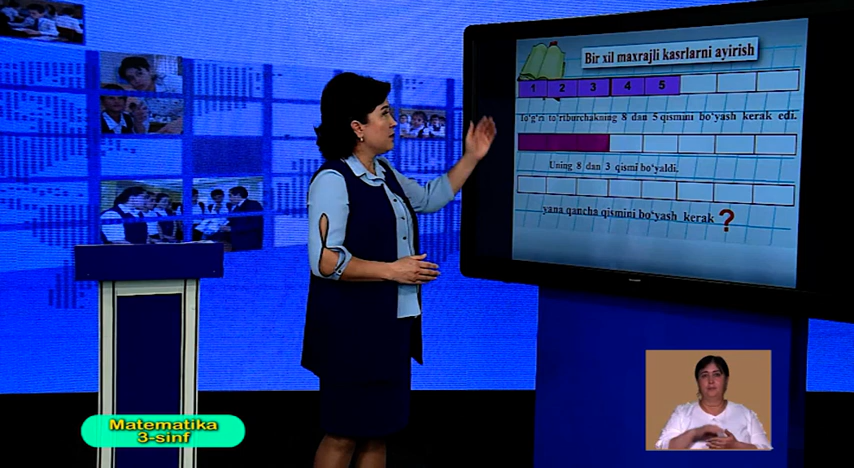 Bir xil maxrajli kasrlarni ayirish
1 2 3 4 5
To'g'ri to'rtburchakning 8 dan 5 qismini bo'yash kerak edi.
Uning 8 dan 3 qismi bo'yaldi.
yana qancha qismini bo'yash kerak ?
Matematika
3-sinf